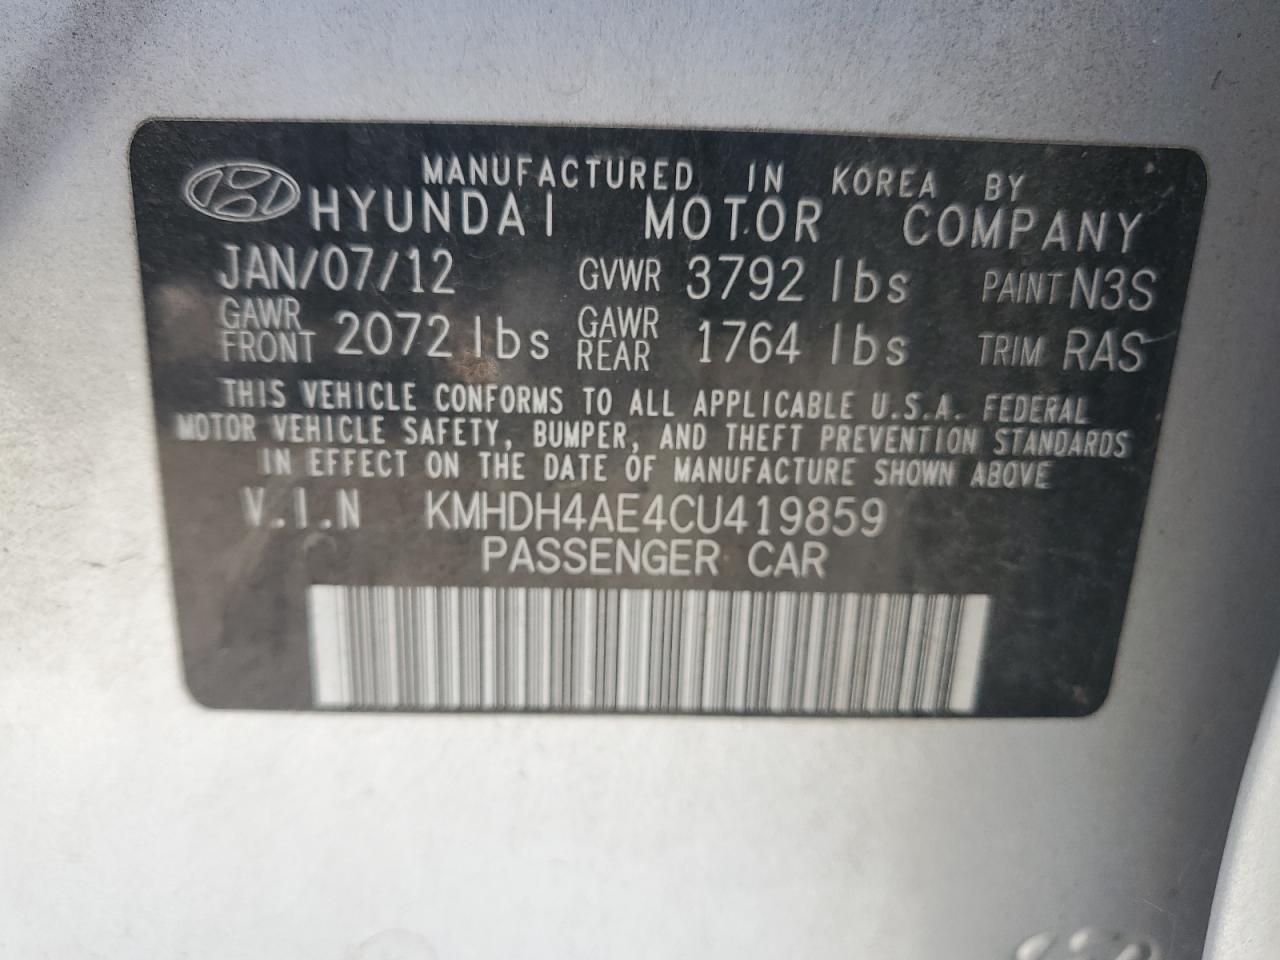 MANUFACTURED IN KOREA BY
HYUNDAI MOTOR COMPANY
JAN/07/12 GVWR 3792 lbs PAINT N3S
GAWR FRONT 2072 lbs GAWR REAR 1764 lbs TRIM RAS
THIS VEHICLE CONFORMS TO ALL APPLICABLE U.S.A. FEDERAL
MOTOR VEHICLE SAFETY, BUMPER, AND THEFT PREVENTION STANDARDS
IN EFFECT ON THE DATE OF MANUFACTURE SHOWN ABOVE
V.I.N KMHDH4AE4CU419859
PASSENGER CAR